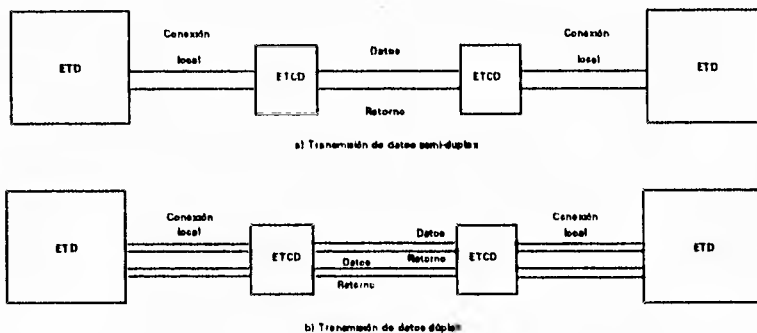 Conexión
local
Datos
Conexión
local
ETD
ETCD
ETCD
ETD
Retorno
a) Transmisión de datos semi-duplex
Conexión
local
Datos
Conexión
local
ETD
ETCD
Retorno
ETCD
ETD
Datos
Retorno
b) Transmisión de datos dúplex